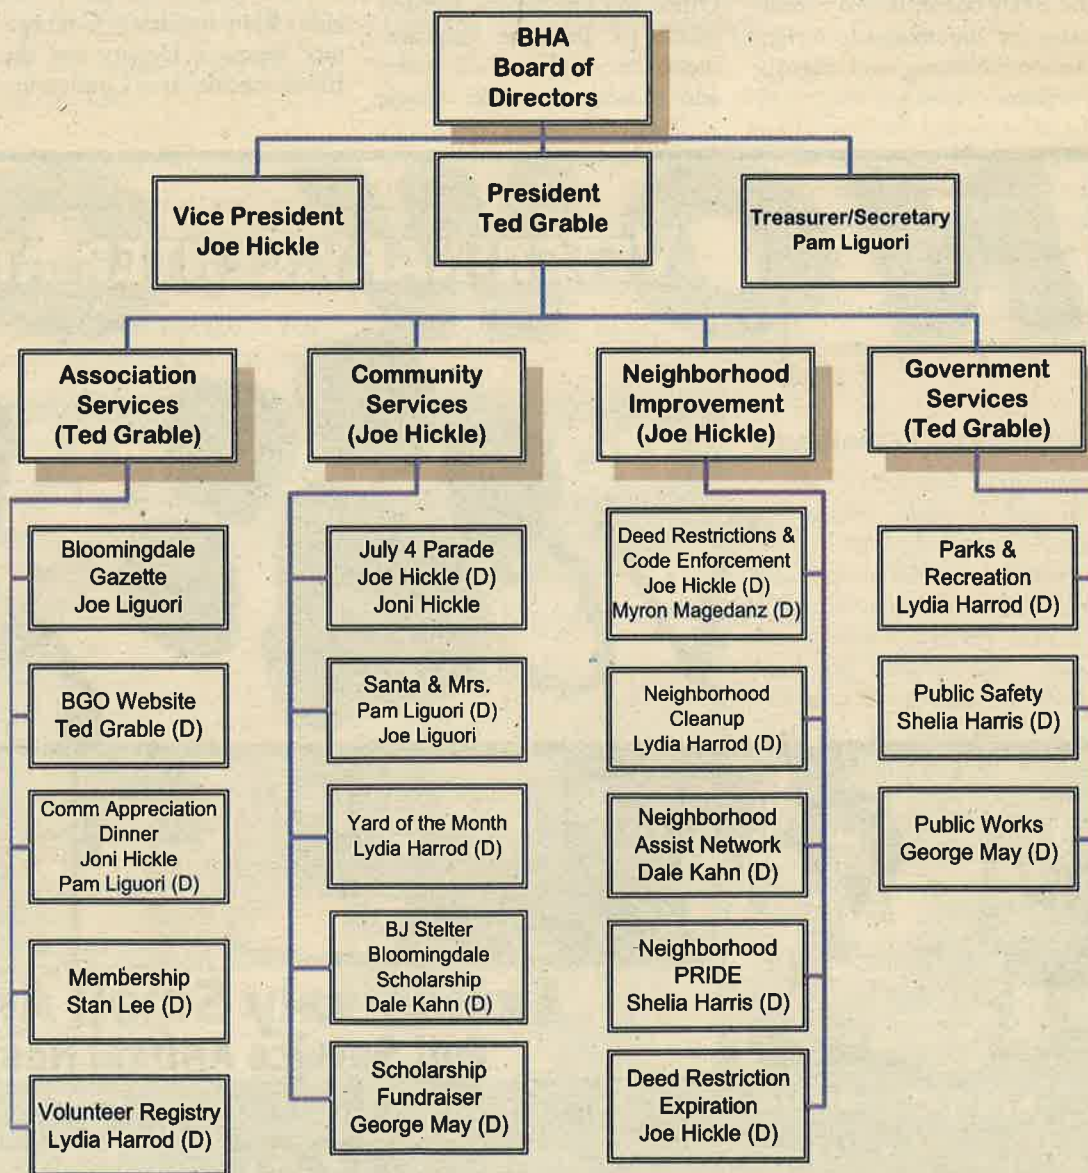 BHA
Board of
Directors
Vice President
Joe Hickle
President
Ted Grable
Treasurer/Secretary
Pam Liguori
Association
Services
(Ted Grable)
Community
Services
(Joe Hickle)
Neighborhood
Improvement
(Joe Hickle)
Government
Services
(Ted Grable)
Bloomingdale
Gazette
Joe Liguori
BGO Website
Ted Grable (D)
Comm Appreciation
Dinner
Joni Hickle
Pam Liguori (D)
Membership
Stan Lee (D)
Volunteer Registry
Lydia Harrod (D)
July 4 Parade
Joe Hickle (D)
Joni Hickle
Santa & Mrs.
Pam Liguori (D)
Joe Liguori
Yard of the Month
Lydia Harrod (D)
BJ Stelter
Bloomingdale
Scholarship
Dale Kahn (D)
Scholarship
Fundraiser
George May (D)
Deed Restrictions &
Code Enforcement
Joe Hickle (D)
Myron Magedanz (D)
Neighborhood
Cleanup
Lydia Harrod (D)
Neighborhood
Assist Network
Dale Kahn (D)
Neighborhood
PRIDE
Shelia Harris (D)
Deed Restriction
Expiration
Joe Hickle (D)
Parks &
Recreation
Lydia Harrod (D)
Public Safety
Shelia Harris (D)
Public Works
George May (D)